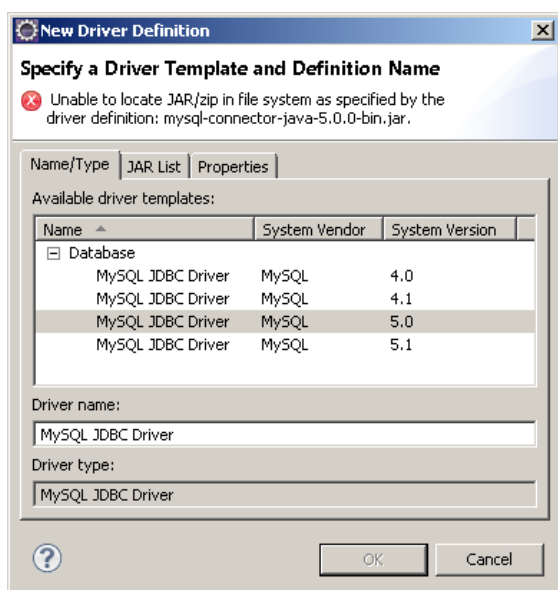 New Driver Definition
Specify a Driver Template and Definition Name
Unable to locate JAR/zip in file system as specified by the
driver definition: mysql-connector-java-5.0.0-bin.jar.
Name/Type JAR List Properties
Available driver templates:
Name System Vendor System Version
Database
MySQL JDBC Driver MySQL 4.0
MySQL JDBC Driver MySQL 4.1
MySQL JDBC Driver MySQL 5.0
MySQL JDBC Driver MySQL 5.1
Driver name:
MySQL JDBC Driver
Driver type:
MySQL JDBC Driver
OK Cancel